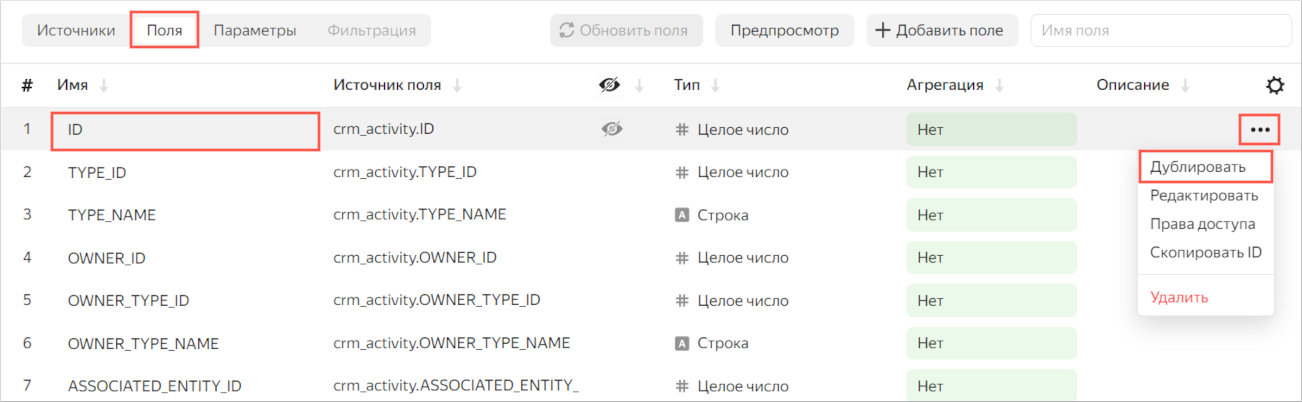 Источники Поля Параметры Фильтрация Обновить поля Предпросмотр + Добавить поле Имя поля
# Имя Источник поля Тип Агрегация Описание
1 ID crm_activity.ID # Целое число Нет •••
2 TYPE_ID crm_activity.TYPE_ID # Целое число Нет
3 TYPE_NAME crm_activity.TYPE_NAME A Строка Нет
4 OWNER_ID crm_activity.OWNER_ID # Целое число Нет
5 OWNER_TYPE_ID crm_activity.OWNER_TYPE_ID # Целое число Нет
6 OWNER_TYPE_NAME crm_activity.OWNER_TYPE_NAME A Строка Нет
7 ASSOCIATED_ENTITY_ID crm_activity.ASSOCIATED_ENTITY_ # Целое число Нет
Дублировать
Редактировать
Права доступа
Скопировать ID
Удалить